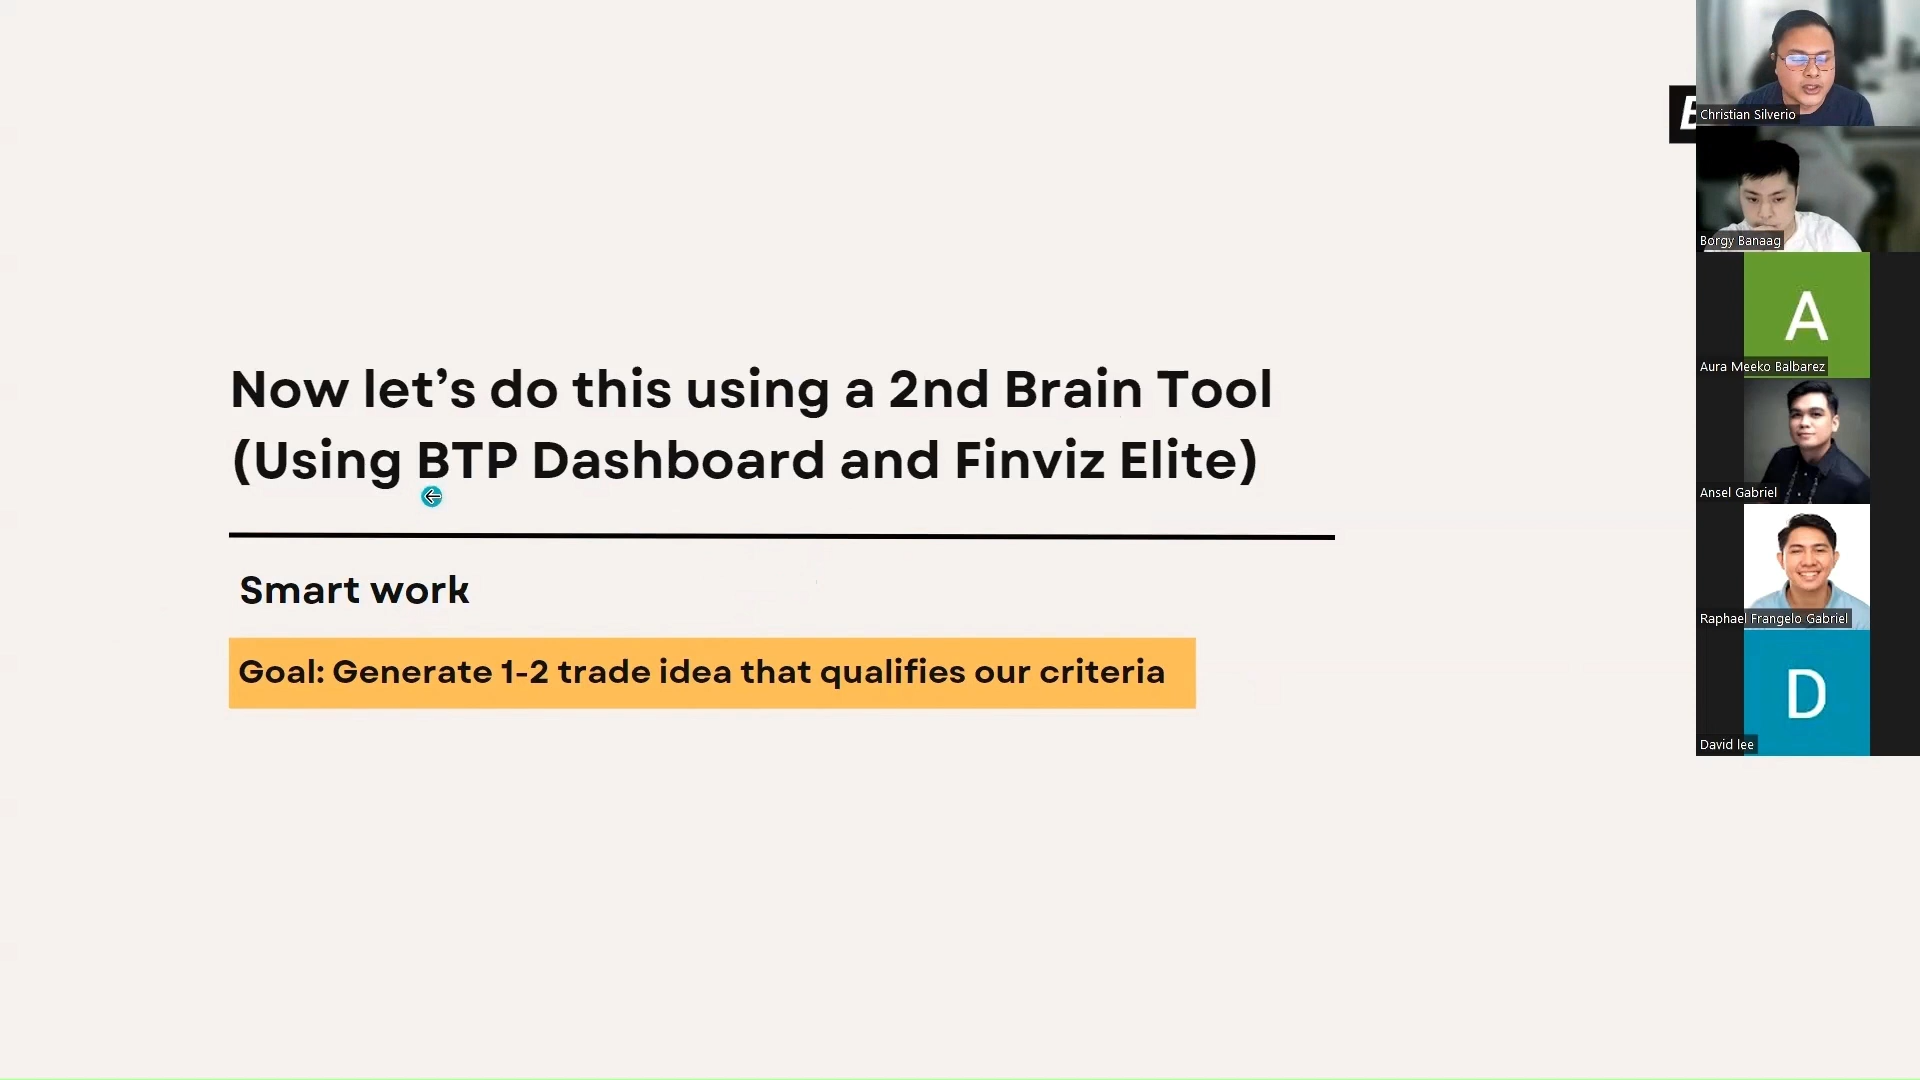 Now let’s do this using a 2nd Brain Tool
(Using BTP Dashboard and Finviz Elite)
Smart work
Goal: Generate 1-2 trade idea that qualifies our criteria
Christian Silverio
Borgy Banaag
A
Aura Meeko Balbarez
Ansel Gabriel
Raphael Frangelo Gabriel
D
David lee